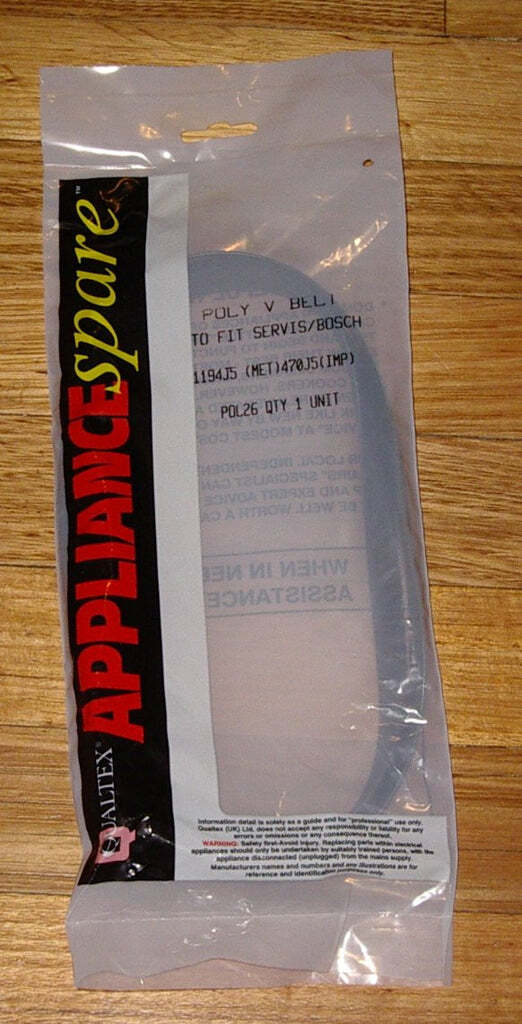 QUALTEX® APPLIANCE spare™
POLY V BELT
TO FIT SERVIS/BOSCH
1194J5 (MET)470J5(IMP)
POL26 QTY 1 UNIT
WHEN IN NEE
ASSISTANCE
Information detail is solely as a guide and for "professional" use only.
Qualtex (UK) Ltd. does not accept any responsibility or liability for any
errors or omissions or any consequence thereof.
WARNING: Safety first-Avoid Injury. Replacing parts within electrical
appliances should only be undertaken by suitably trained persons, with the
appliance disconnected (unplugged) from the mains supply
Manufacturers names and numbers and any illustrations are for
reference and identification purposes only.